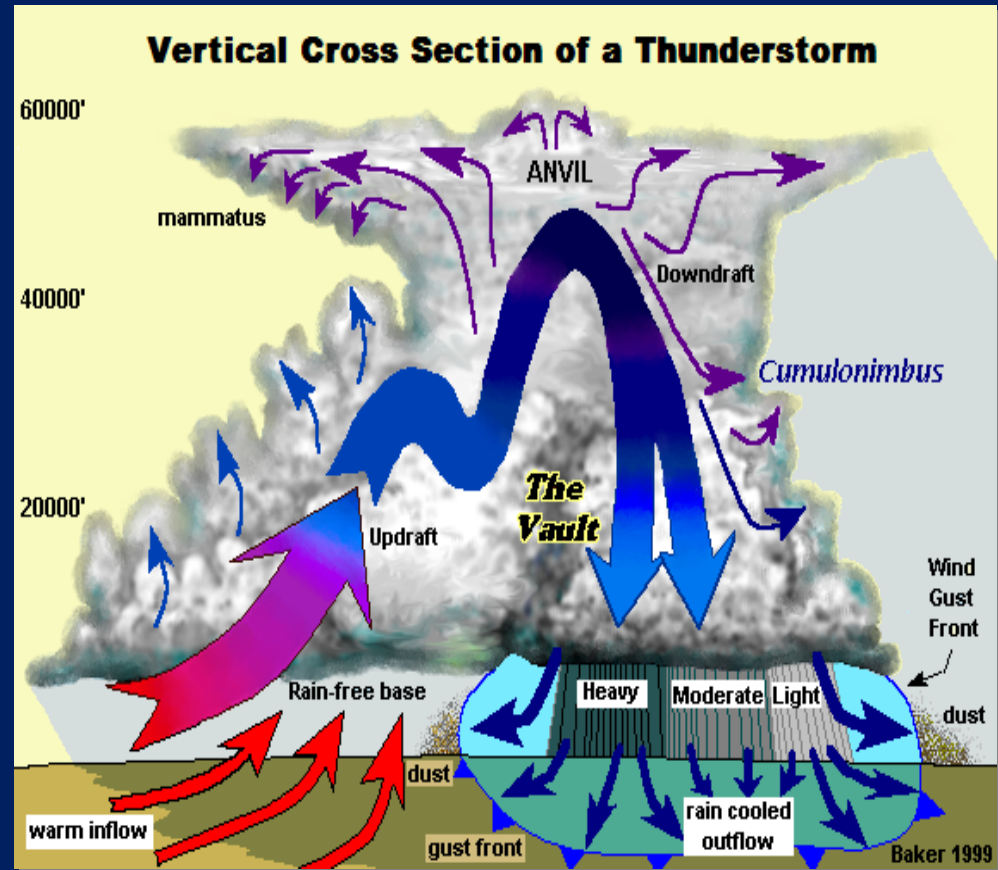 Vertical Cross Section of a Thunderstorm
60000'
ANVIL
mammatus
Downdraft
40000'
Cumulonimbus
The
Vault
20000'
Updraft
Wind
Gust
Front
Rain-free base
Heavy
Moderate
Light
dust
dust
warm inflow
rain cooled
outflow
gust front
Baker 1999